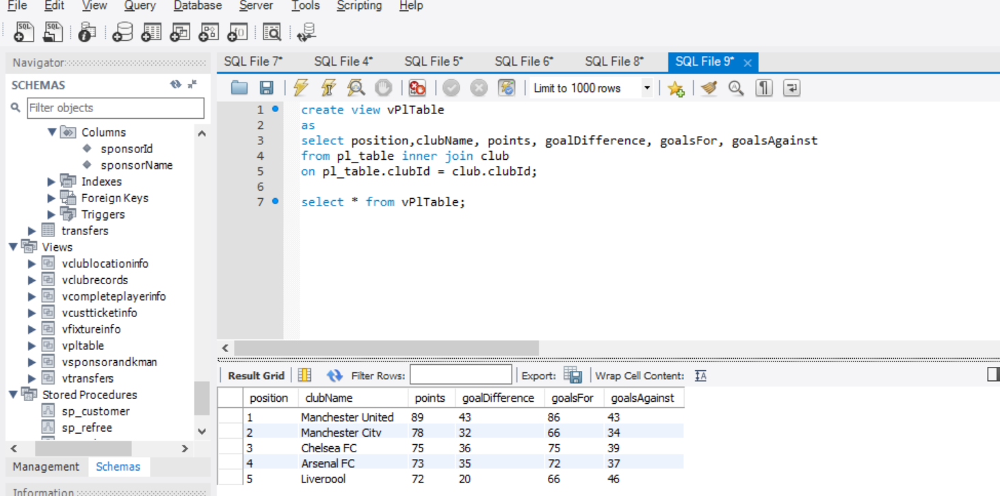 File Edit View Query Database Server Tools Scripting Help
SQL SQL
Navigator
SCHEMAS
Filter objects
Columns
sponsorId
sponsorName
Indexes
Foreign Keys
Triggers
transfers
Views
vclublocationinfo
vclubrecords
vcompleteplayerinfo
vcustticketinfo
vfixtureinfo
vpltable
vsponsorandkman
vtransfers
Stored Procedures
sp_customer
sp_refree
Management Schemas
Information
SQL File 7* SQL File 4* SQL File 5* SQL File 6* SQL File 8* SQL File 9*
Limit to 1000 rows
1 create view vPlTable
2 as
3 select position,clubName, points, goalDifference, goalsFor, goalsAgainst
4 from pl_table inner join club
5 on pl_table.clubId = club.clubId;
6
7 select * from vPlTable;
Result Grid Filter Rows: Export: Wrap Cell Content:
position clubName points goalDifference goalsFor goalsAgainst
1 Manchester United 89 43 86 43
2 Manchester City 78 32 66 34
3 Chelsea FC 75 36 75 39
4 Arsenal FC 73 35 72 37
5 Liverpool 72 20 66 46